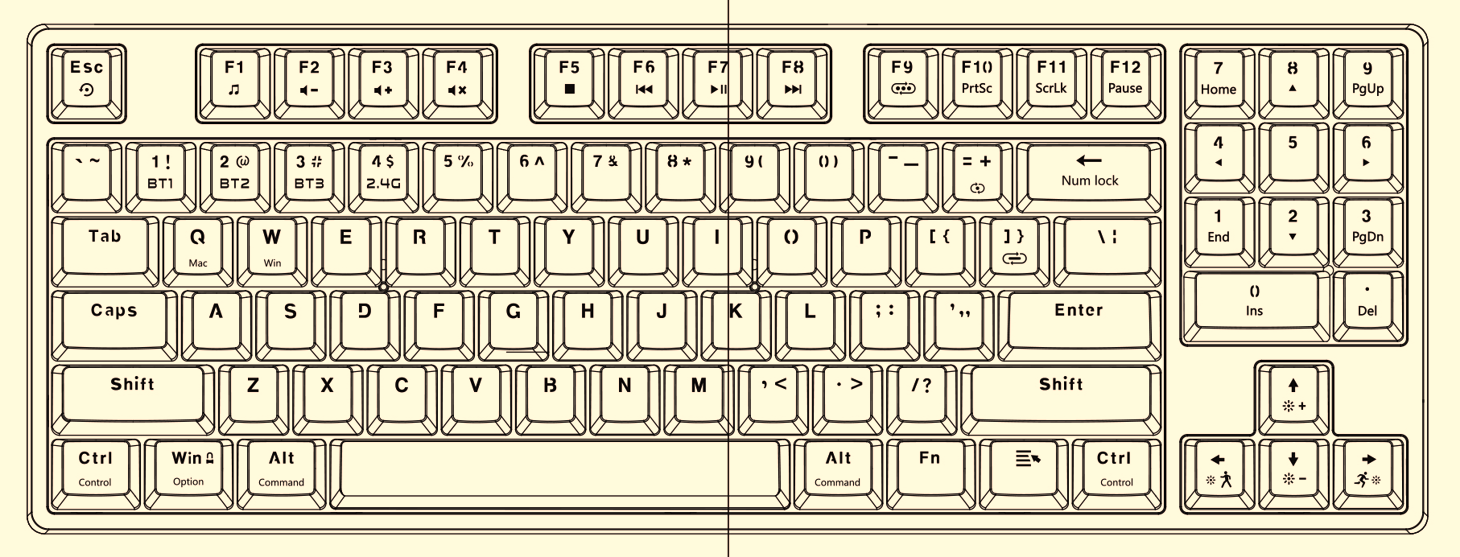 Esc F1 F2 F3 F4 F5 F6 F7 F8 F9 F10 F11 F12 7 8 9
PrtSc ScrLk Pause Home PgUp
` ~ 1 ! 2 @ 3 # 4 $ 5 % 6 ^ 7 & 8 * 9 ( 0 ) - _ = + ← 4 5 6
BT1 BT2 BT3 2.4G Num lock
Tab Q W E R T Y U I O P [ { ] } \ ¦ 1 2 3
Mac Win End PgDn
Caps A S D F G H J K L ; : ' ,, Enter 0 .
Ins Del
Shift Z X C V B N M , < . > / ? Shift ↑
+
Ctrl Win Alt Alt Fn Ctrl ← ↓ →
Control Option Command Command Control -